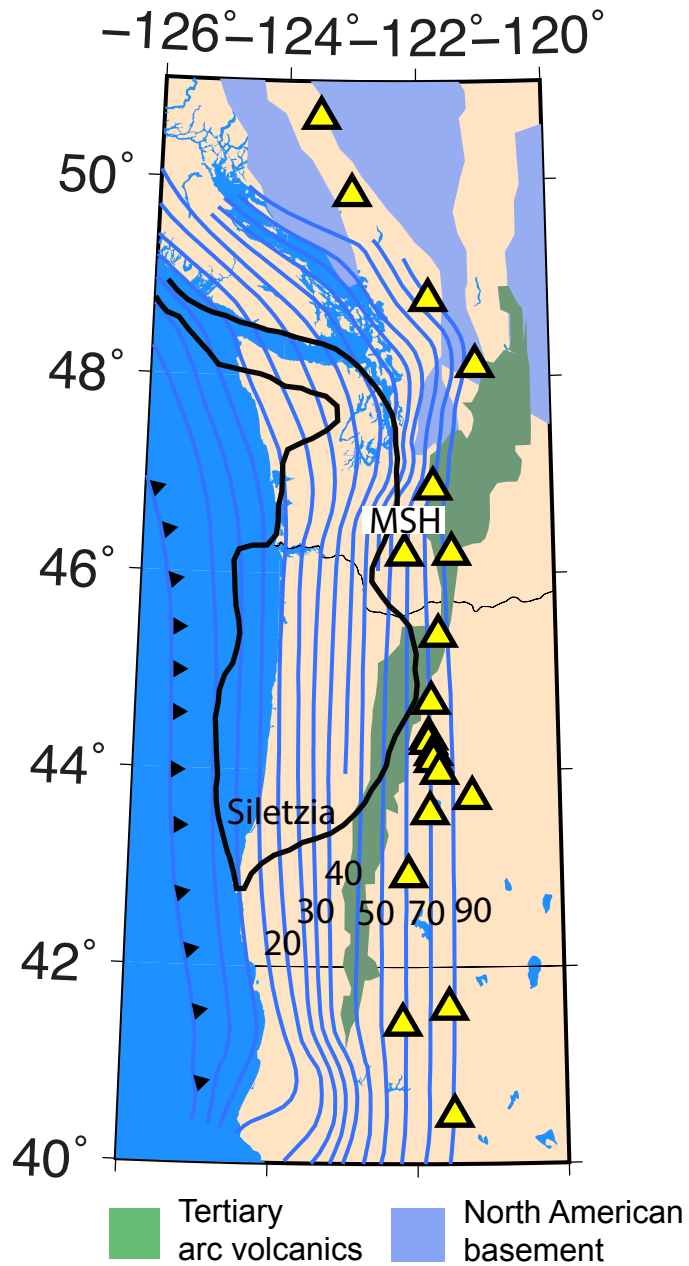 −126˚ −124˚ −122˚ −120˚
50˚
48˚
MSH
46˚
44˚
Siletzia
40
30 50 70 90
20
42˚
40˚
Tertiary
arc volcanics
North American
basement